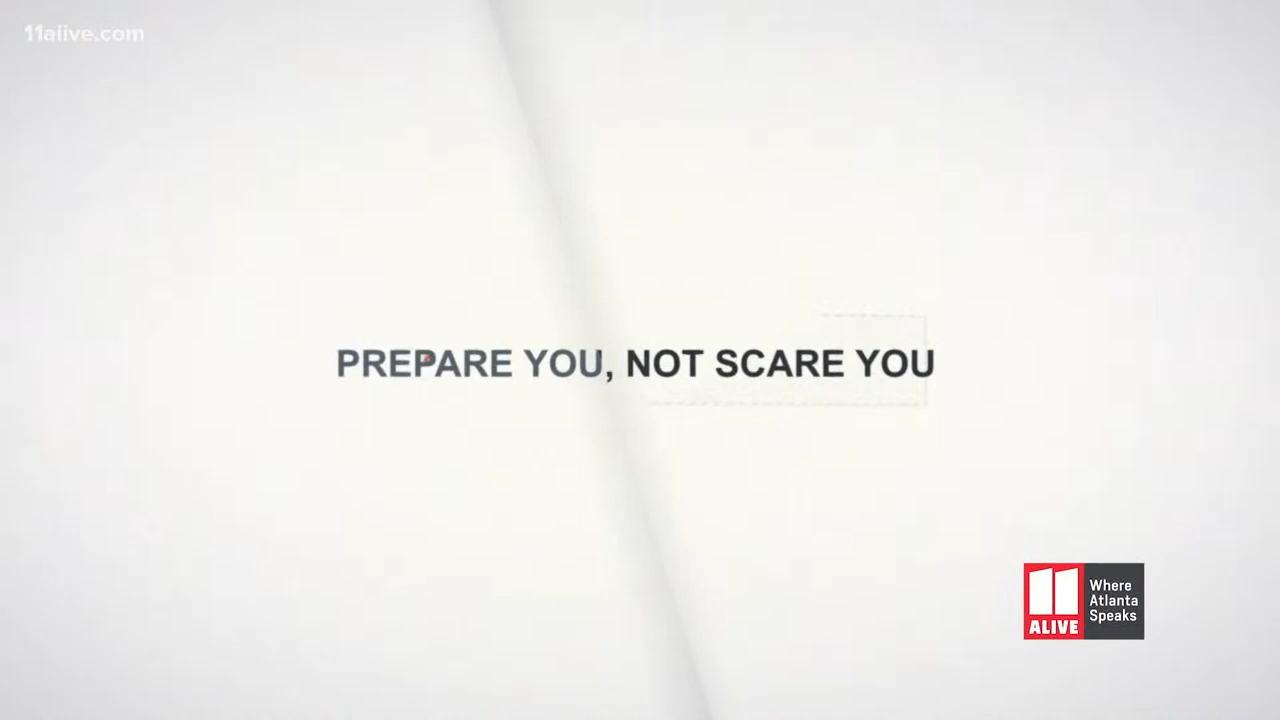 11alive.com
PREPARE YOU, NOT SCARE YOU
11
ALIVE
Where
Atlanta
Speaks